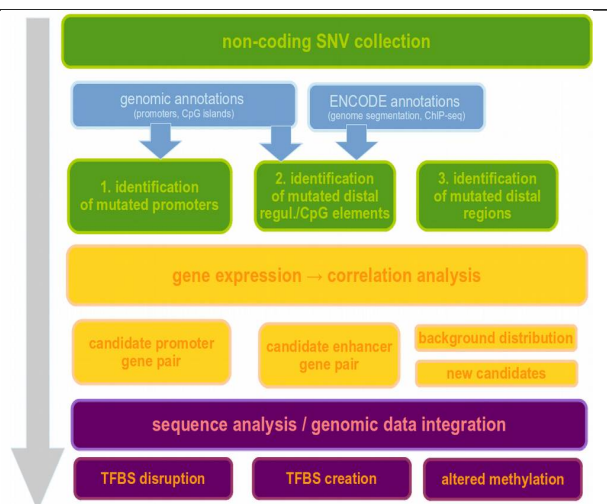 non-coding SNV collection
genomic annotations
(promoters, CpG islands)
ENCODE annotations
(genome segmentation, ChIP-seq)
1. identification
of mutated promoters
2. identification
of mutated distal
regul./CpG elements
3. identification
of mutated distal
regions
gene expression → correlation analysis
candidate promoter
gene pair
candidate enhancer
gene pair
background distribution
new candidates
sequence analysis / genomic data integration
TFBS disruption
TFBS creation
altered methylation